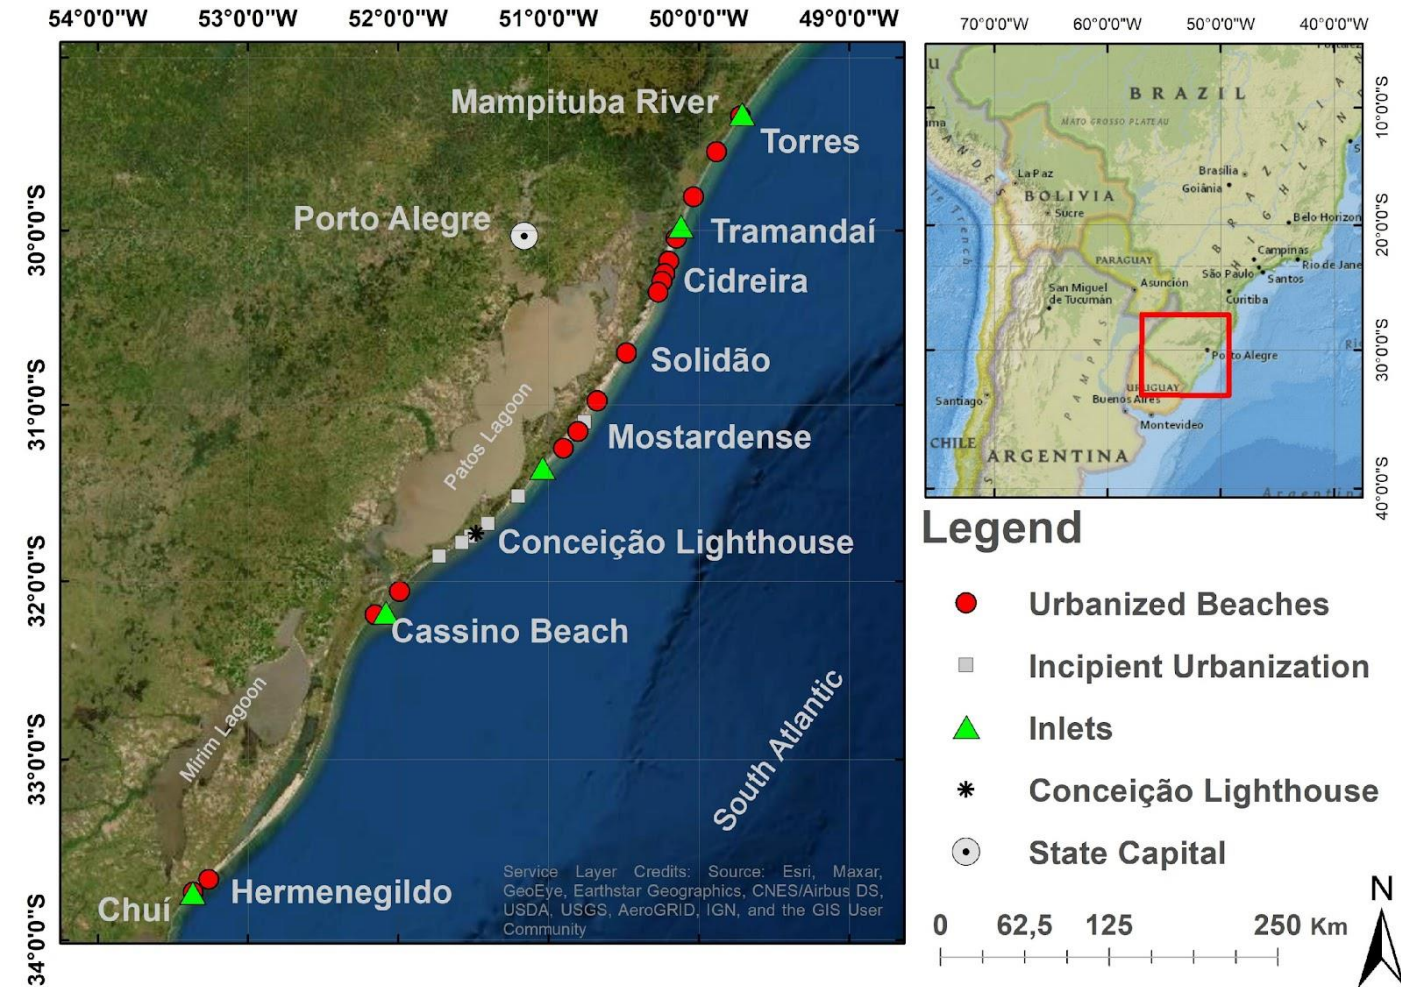 54°0'0"W 53°0'0"W 52°0'0"W 51°0'0"W 50°0'0"W 49°0'0"W
30°0'0"S
31°0'0"S
32°0'0"S
33°0'0"S
34°0'0"S
Mampituba River
Torres
Porto Alegre
Tramandaí
Cidreira
Solidão
Patos Lagoon
Mostardense
Conceição Lighthouse
Cassino Beach
Mirim Lagoon
South Atlantic
Hermenegildo
Chuí
Service Layer Credits: Source: Esri, Maxar,
GeoEye, Earthstar Geographics, CNES/Airbus DS,
USDA, USGS, AeroGRID, IGN, and the GIS User
Community
70°0'0"W 60°0'0"W 50°0'0"W 40°0'0"W
10°0'0"S
20°0'0"S
30°0'0"S
40°0'0"S
BRAZIL
MATO GROSSO PLATEAU
BRAZILIAN
HIGHLA
ANDES
La Paz
Brasília
Goiânia
BOLIVIA
Sucre
Belo Horizon
Campinas
PARAGUAY
São Paulo
Rio de Jane
Santos
San Miguel
de Tucumán
Asunción
Curitiba
PAMPAS
Porto Alegre
URUGUAY
Santiago
Buenos Aires
Montevideo
CHILE
ARGENTINA
Legend
Urbanized Beaches
Incipient Urbanization
Inlets
Conceição Lighthouse
State Capital
N
0 62,5 125 250 Km